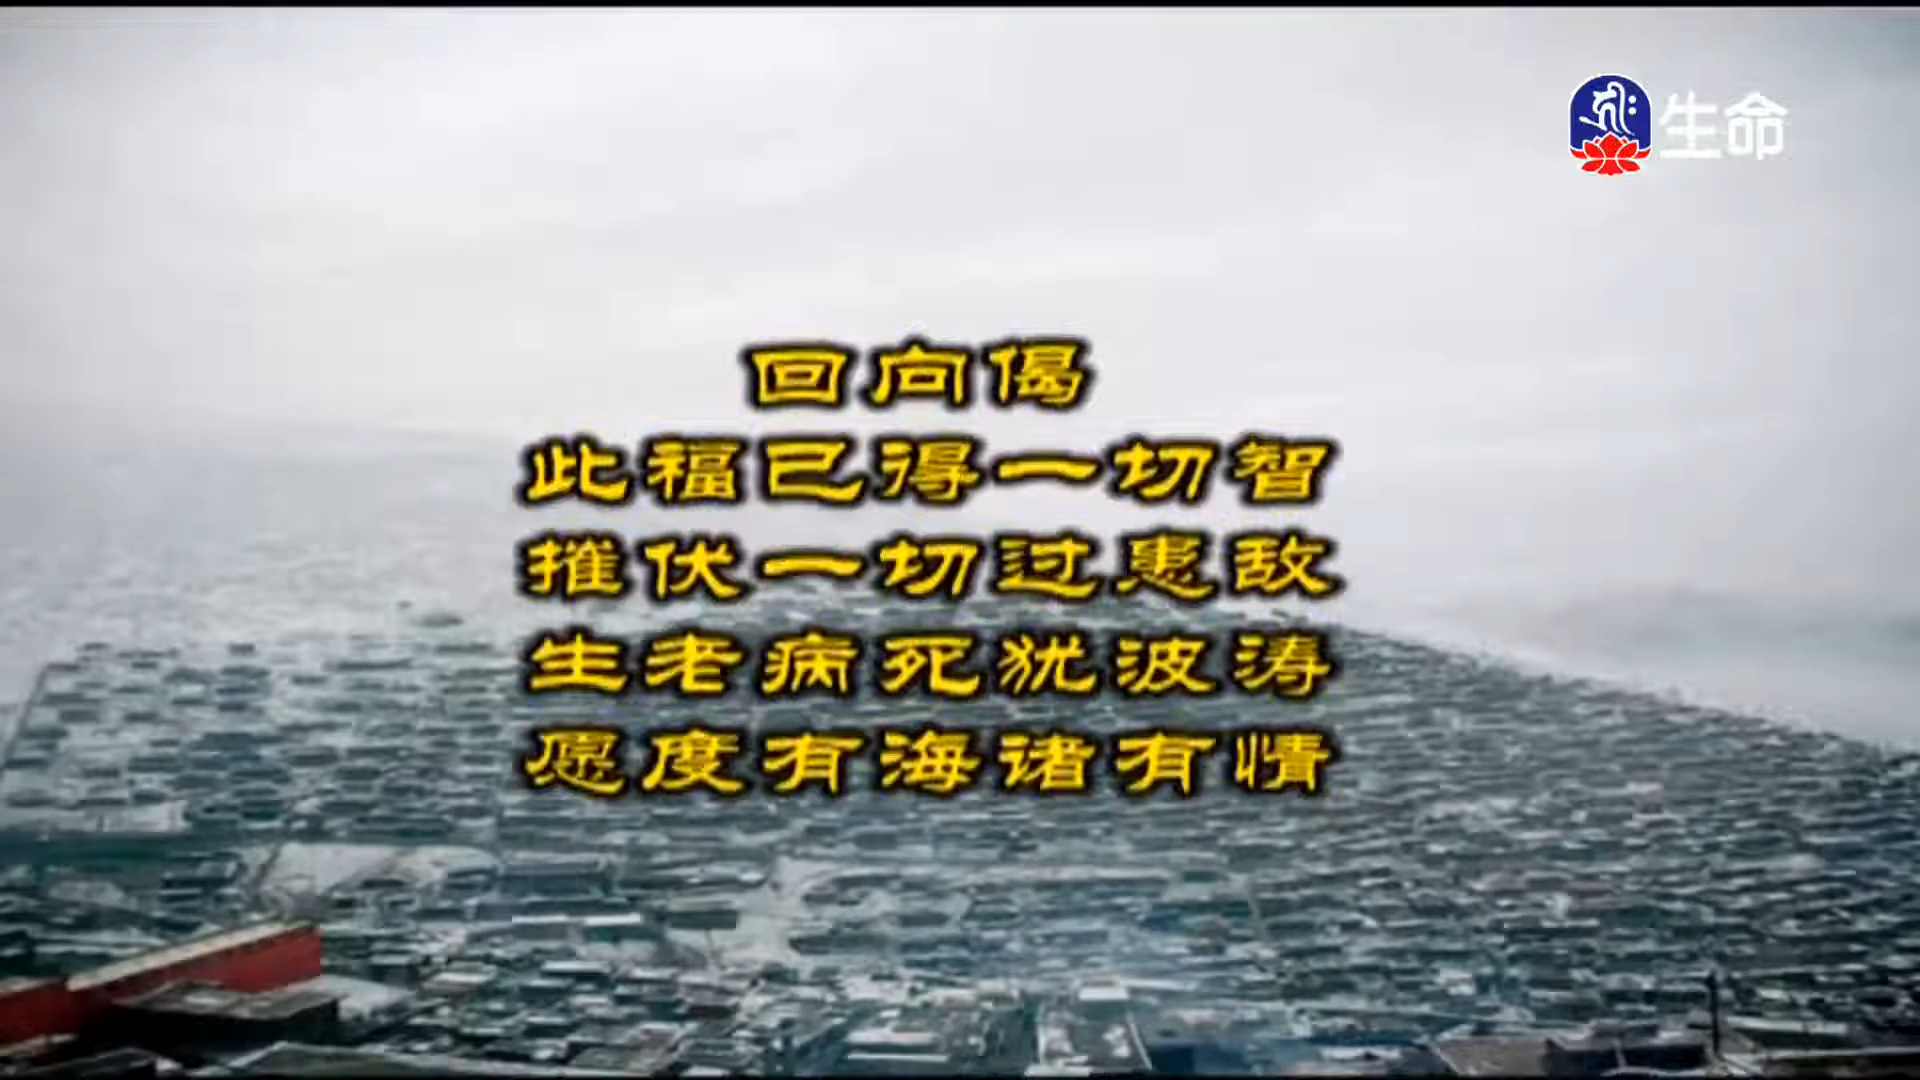 生命
回向偈
此福已得一切智
摧伏一切过患敌
生老病死犹波涛
愿度有海诸有情